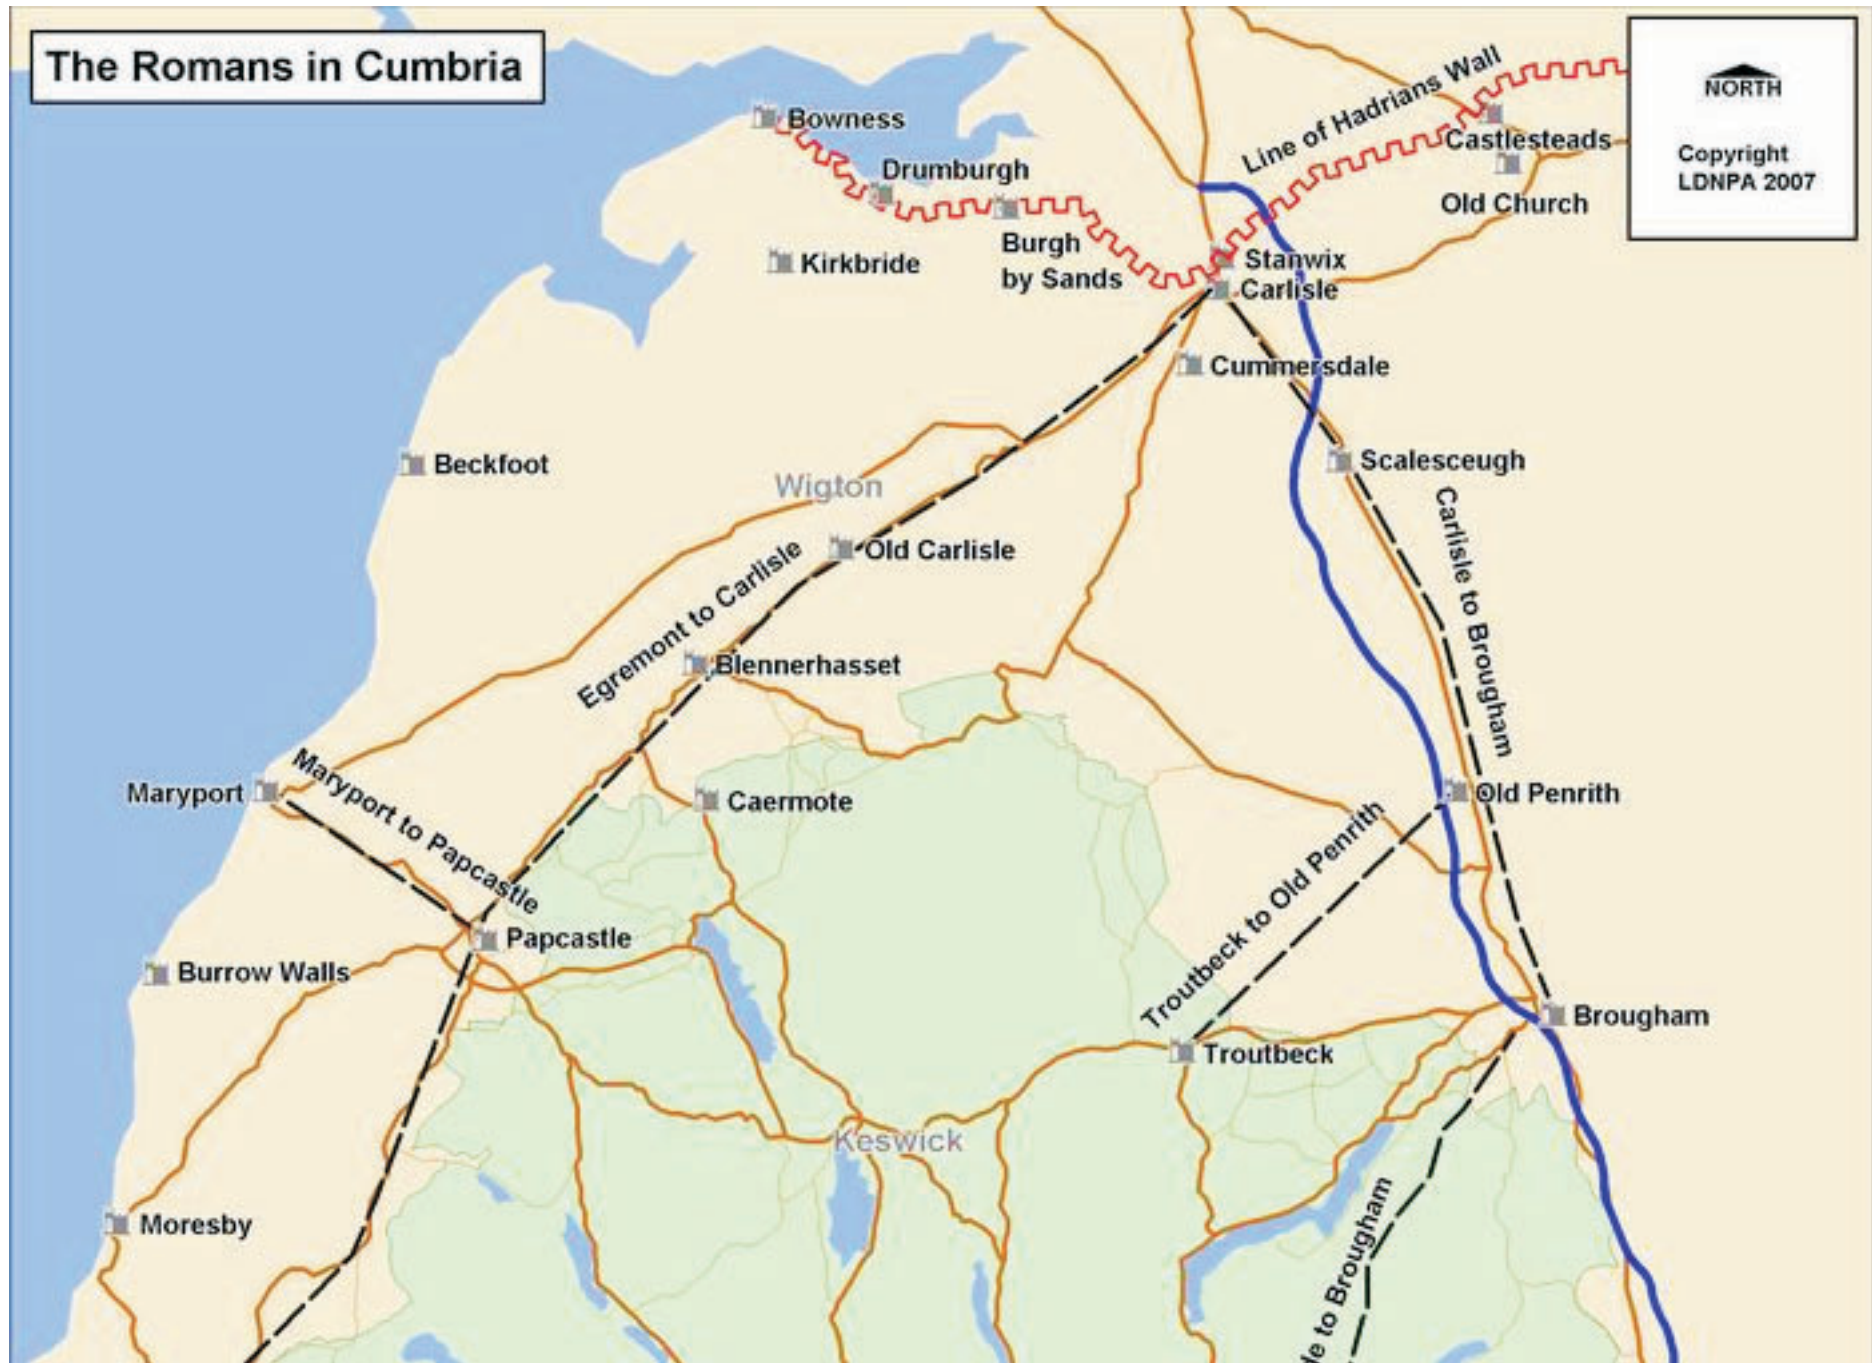 The Romans in Cumbria
NORTH
Copyright
LDNPA 2007
Line of Hadrians Wall
Bowness
Drumburgh
Castlesteads
Old Church
Burgh
by Sands
Kirkbride
Stanwix
Carlisle
Cummersdale
Beckfoot
Wigton
Scalesceugh
Old Carlisle
Egremont to Carlisle
Carlisle to Brougham
Blennerhasset
Maryport
Maryport to Papcastle
Caermote
Old Penrith
Troutbeck to Old Penrith
Papcastle
Burrow Walls
Brougham
Troutbeck
Keswick
Moresby
de to Brougham